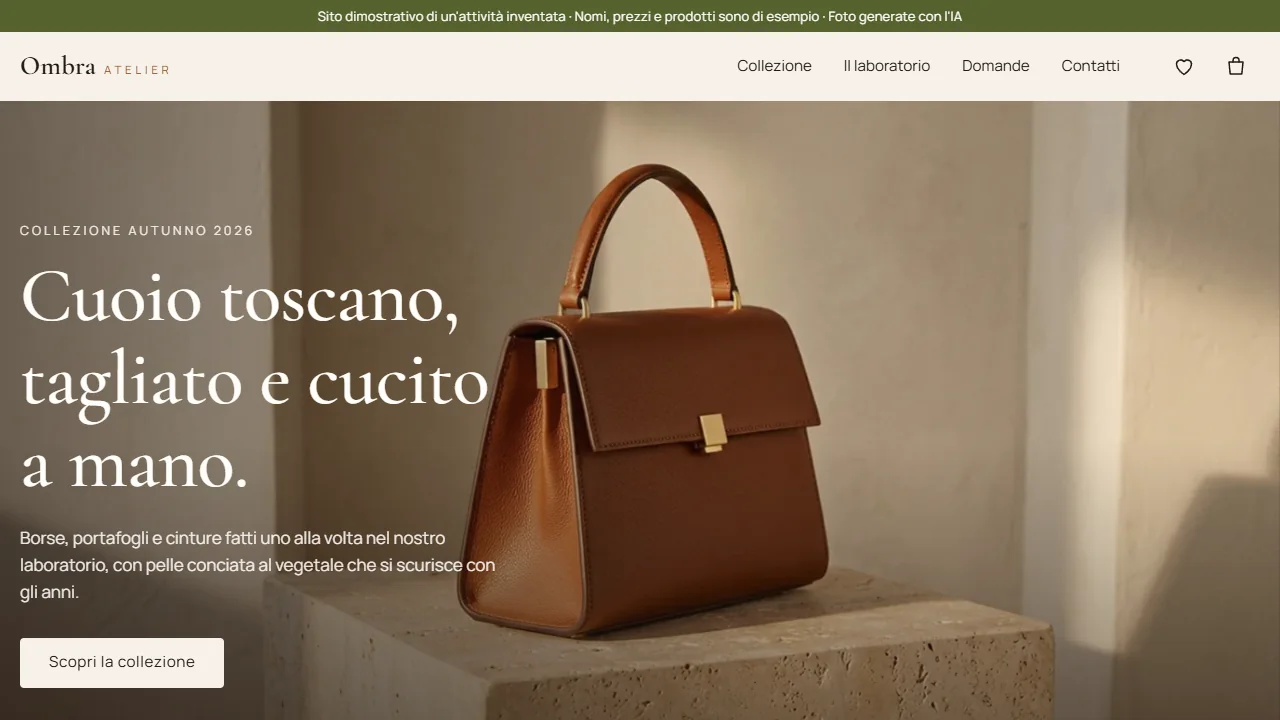 Sito dimostrativo di un'attività inventata · Nomi, prezzi e prodotti sono di esempio · Foto generate con l'IA
Ombra ATELIER
Collezione
Il laboratorio
Domande
Contatti
COLLEZIONE AUTUNNO 2026
Cuoio toscano,
tagliato e cucito
a mano.
Borse, portafogli e cinture fatti uno alla volta nel nostro
laboratorio, con pelle conciata al vegetale che si scurisce con
gli anni.
Scopri la collezione